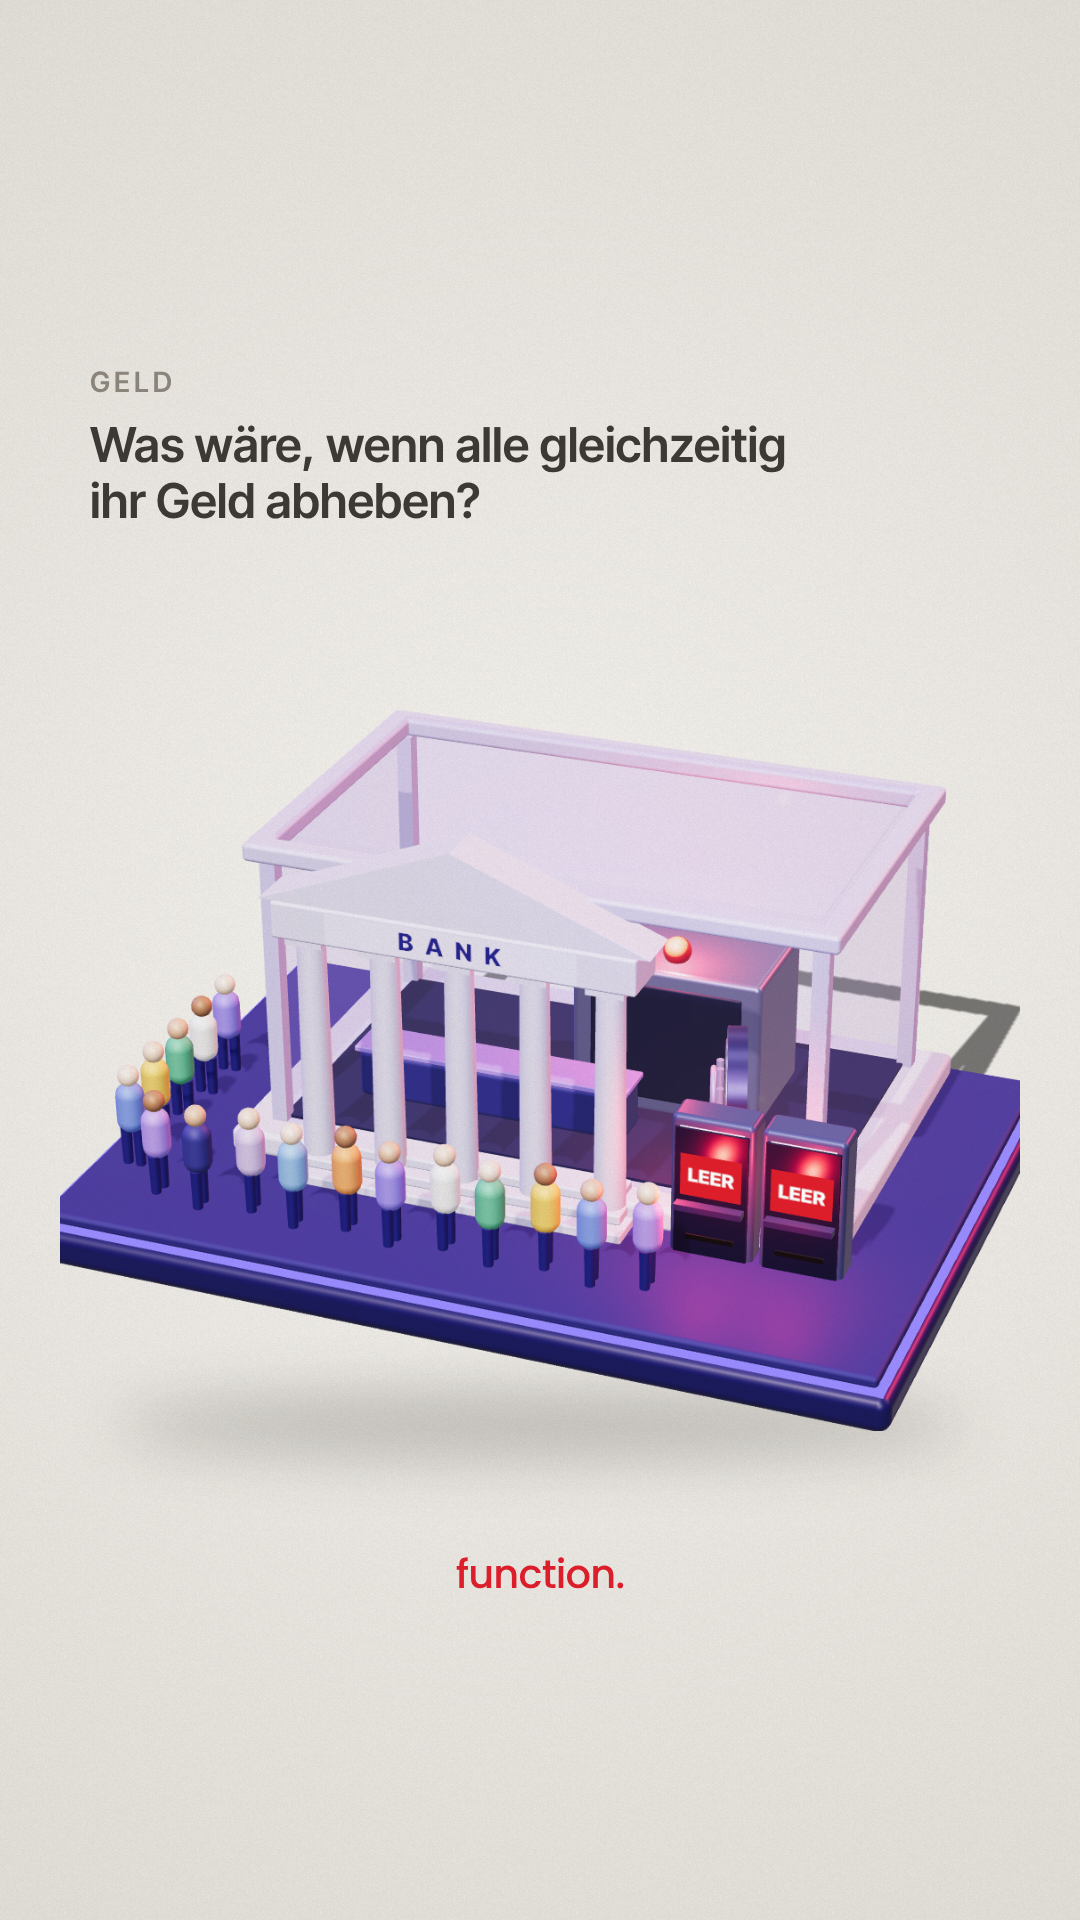 GELD
Was wäre, wenn alle gleichzeitig
ihr Geld abheben?
BANK
LEER
LEER
function.